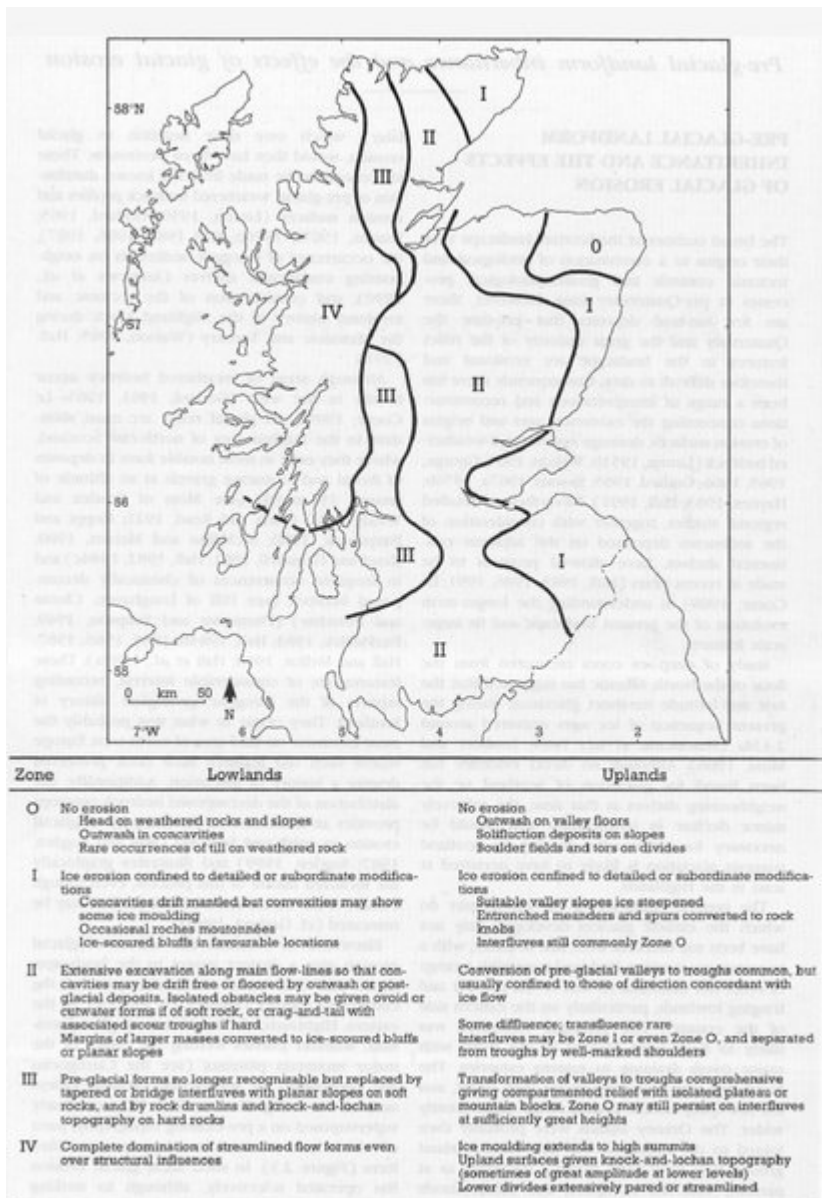 58°N
I
II
III
O
57
IV
I
II
III
56
III
I
II
55
0 km 50
N
7°W 6 5 4 3 2
Zone Lowlands Uplands
O No erosion
Head on weathered rocks and slopes
Outwash in concavities
Rare occurrences of till on weathered rock
No erosion
Outwash on valley floors
Solifluction deposits on slopes
Boulder fields and tors on divides
I Ice erosion confined to detailed or subordinate modifica-
tions
Concavities drift mantled but convexities may show
some ice moulding
Occasional roches moutonnées
Ice-scoured bluffs in favourable locations
Ice erosion confined to detailed or subordinate modifica-
tions
Suitable valley slopes ice steepened
Entrenched meanders and spurs converted to rock
knobs
Interfluves still commonly Zone O
II Extensive excavation along main flow-lines so that con-
cavities may be drift free or floored by outwash or post-
glacial deposits. Isolated obstacles may be given ovoid or
cutwater forms if of soft rock, or crag-and-tail with
associated scour troughs if hard
Margins of larger masses converted to ice-scoured bluffs
or planar slopes
Conversion of pre-glacial valleys to troughs common, but
usually confined to those of direction concordant with
ice flow
Some diffluence; transfluence rare
Interfluves may be Zone I or even Zone O, and separated
from troughs by well-marked shoulders
III Pre-glacial forms no longer recognisable but replaced by
tapered or bridge interfluves with planar slopes on soft
rocks, and by rock drumlins and knock-and-lochan
topography on hard rocks
Transformation of valleys to troughs comprehensive
giving compartmented relief with isolated plateau or
mountain blocks. Zone O may still persist on interfluves
at sufficiently great heights
IV Complete domination of streamlined flow forms even
over structural influences
Ice moulding extends to high summits
Upland surfaces given knock-and-lochan topography
(sometimes of great amplitude at lower levels)
Lower divides extensively pared or streamlined